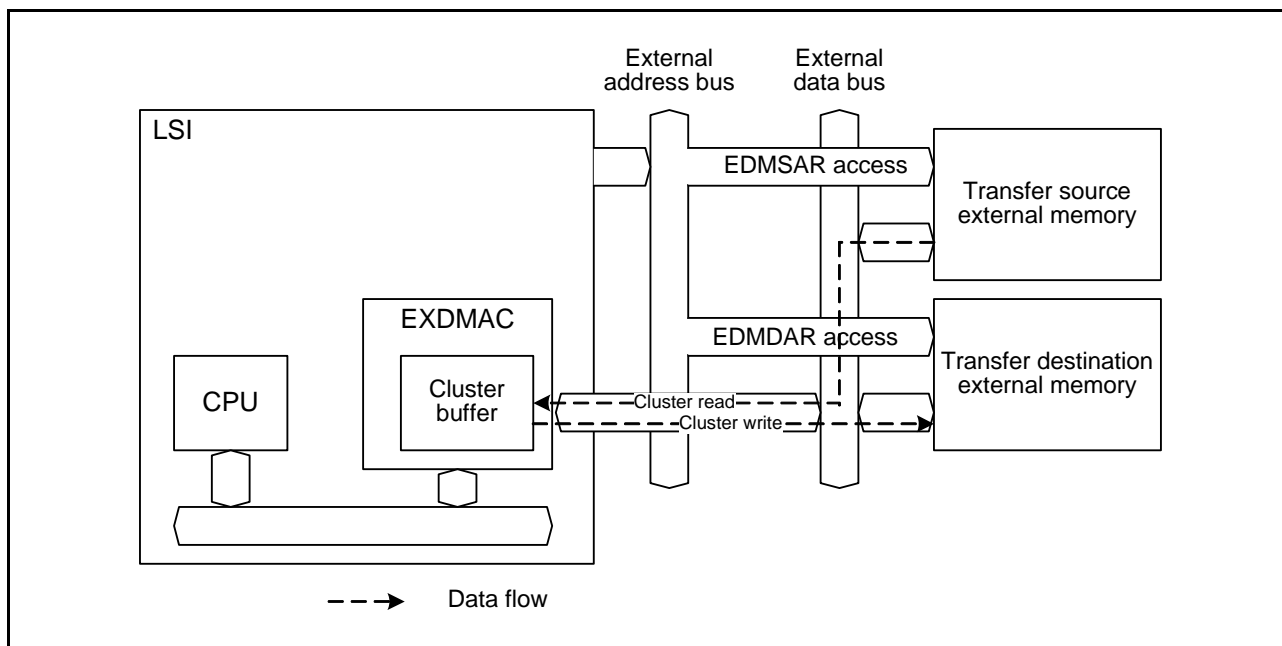 External
address bus
External
data bus
LSI
EDMSAR access
Transfer source
external memory
EXDMAC
EDMDAR access
Transfer destination
external memory
CPU
Cluster
buffer
Cluster read
Cluster write
Data flow